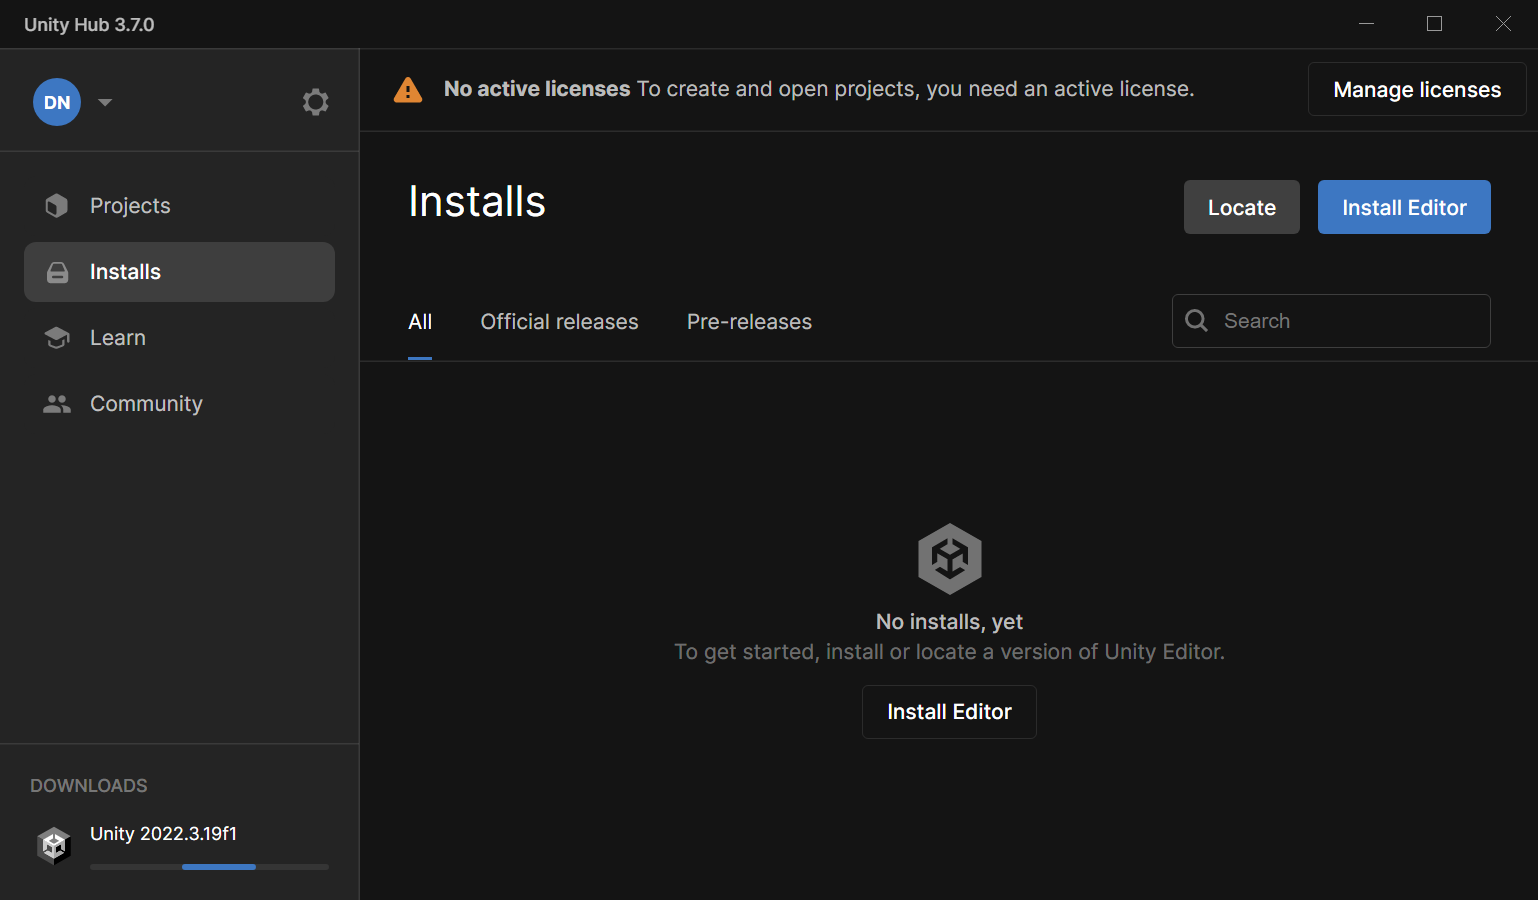 Unity Hub 3.7.0
DN
No active licenses To create and open projects, you need an active license.
Manage licenses
Projects
Installs
Learn
Community
Installs
Locate
Install Editor
All
Official releases
Pre-releases
Search
No installs, yet
To get started, install or locate a version of Unity Editor.
Install Editor
DOWNLOADS
Unity 2022.3.19f1